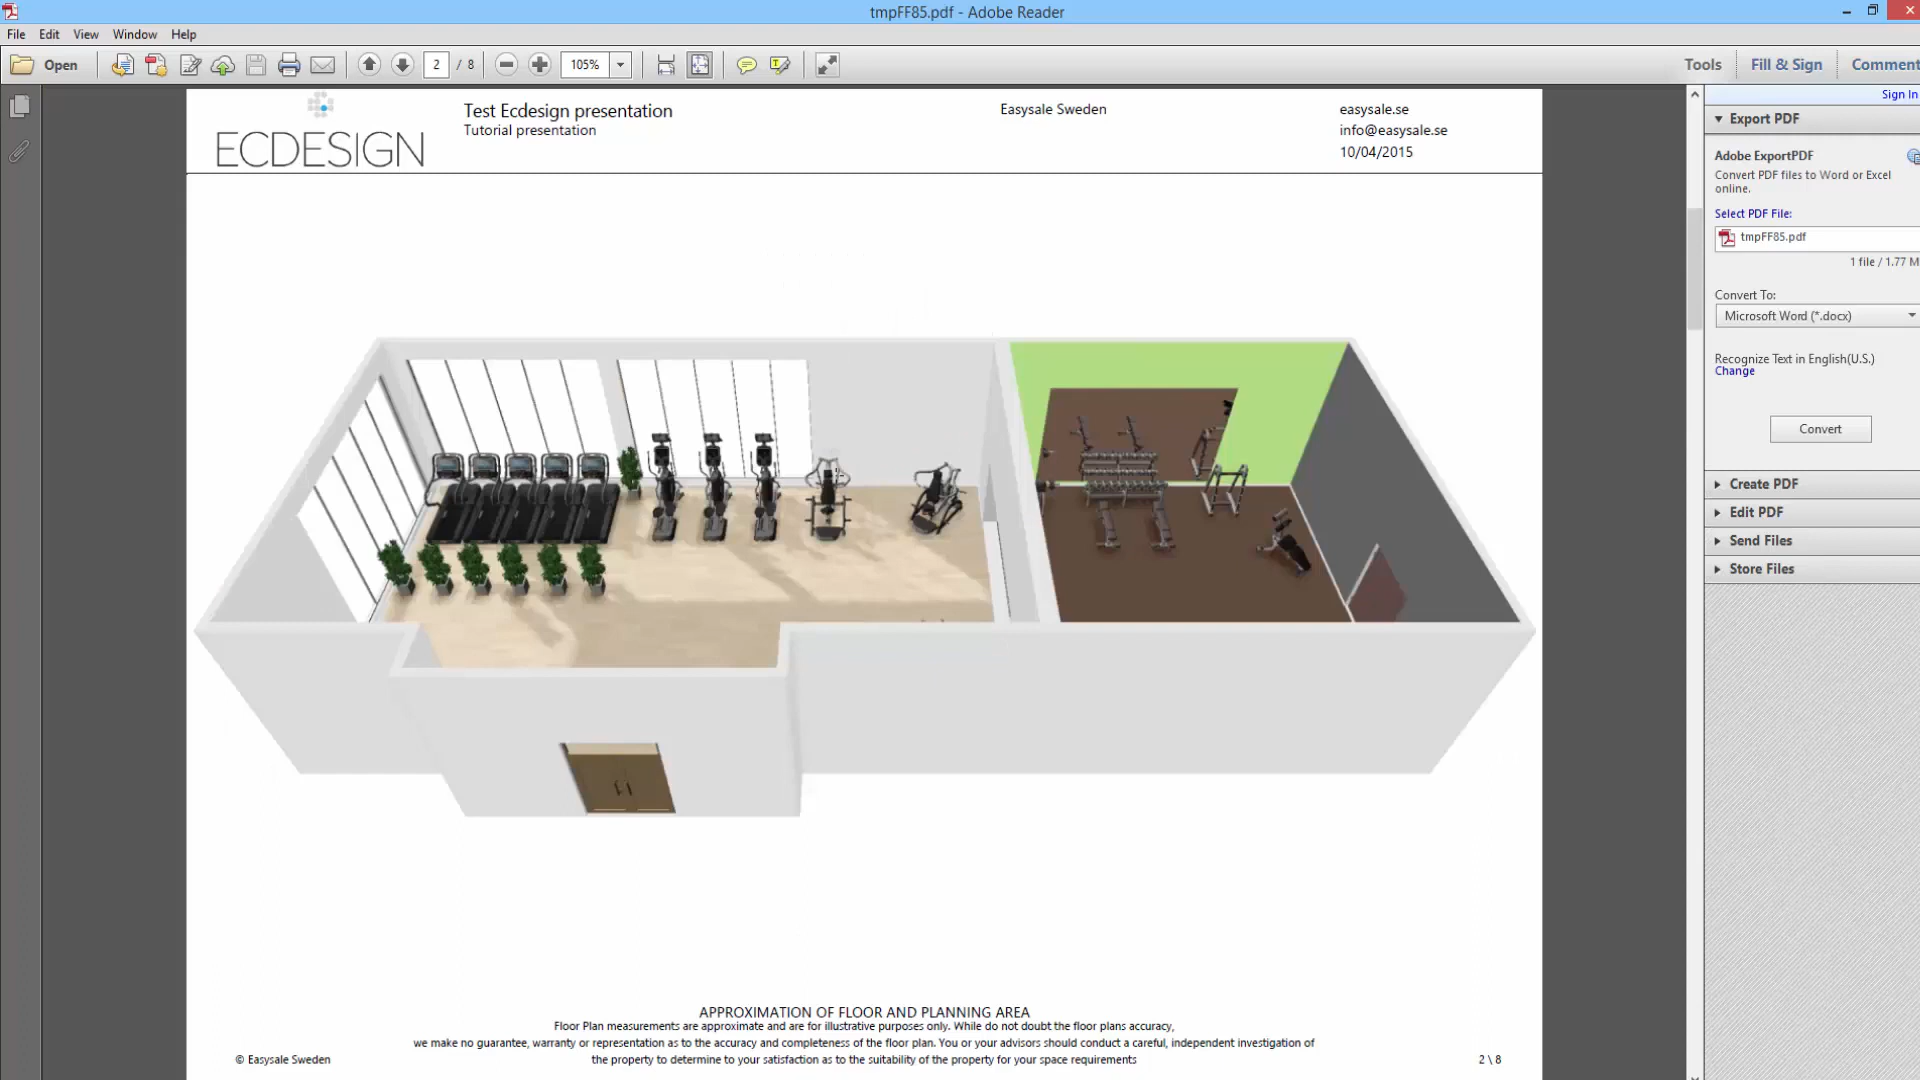 tmpFF85.pdf - Adobe Reader
File Edit View Window Help
Open 2 / 8 105% Tools Fill & Sign Comment
Sign In
ECDESIGN
Test Ecdesign presentation
Tutorial presentation
Easysale Sweden
easysale.se
info@easysale.se
10/04/2015
Export PDF
Adobe ExportPDF
Convert PDF files to Word or Excel
online.
Select PDF File:
tmpFF85.pdf
1 file / 1.77 M
Convert To:
Microsoft Word (*.docx)
Recognize Text in English(U.S.)
Change
Convert
Create PDF
Edit PDF
Send Files
Store Files
APPROXIMATION OF FLOOR AND PLANNING AREA
Floor Plan measurements are approximate and are for illustrative purposes only. While do not doubt the floor plans accuracy,
we make no guarantee, warranty or representation as to the accuracy and completeness of the floor plan. You or your advisors should conduct a careful, independent investigation of
the property to determine to your satisfaction as to the suitability of the property for your space requirements
© Easysale Sweden
2 \ 8